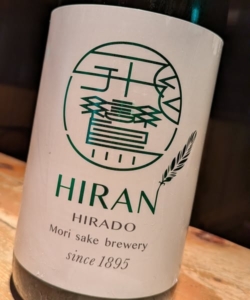 HIRAN
HIRADO
Mori sake brewery
since 1895